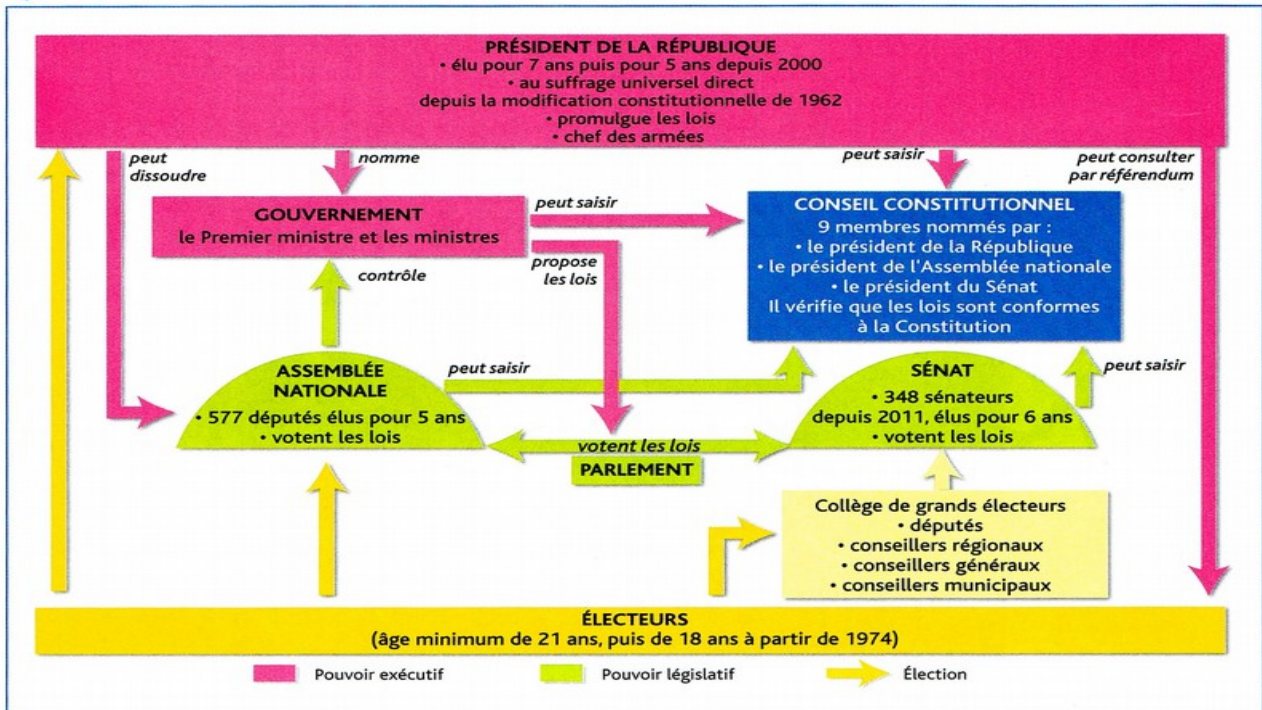 PRÉSIDENT DE LA RÉPUBLIQUE
• élu pour 7 ans puis pour 5 ans depuis 2000
• au suffrage universel direct
depuis la modification constitutionnelle de 1962
• promulgue les lois
• chef des armées
peut
dissoudre
nomme
peut saisir
peut consulter
par référendum
GOUVERNEMENT
le Premier ministre et les ministres
peut saisir
propose
les lois
contrôle
CONSEIL CONSTITUTIONNEL
9 membres nommés par :
• le président de la République
• le président de l'Assemblée nationale
• le président du Sénat
Il vérifie que les lois sont conformes
à la Constitution
ASSEMBLÉE
NATIONALE
• 577 députés élus pour 5 ans
• votent les lois
peut saisir
SÉNAT
• 348 sénateurs
depuis 2011, élus pour 6 ans
• votent les lois
peut saisir
votent les lois
PARLEMENT
Collège de grands électeurs
• députés
• conseillers régionaux
• conseillers généraux
• conseillers municipaux
ÉLECTEURS
(âge minimum de 21 ans, puis de 18 ans à partir de 1974)
Pouvoir exécutif
Pouvoir législatif
Élection